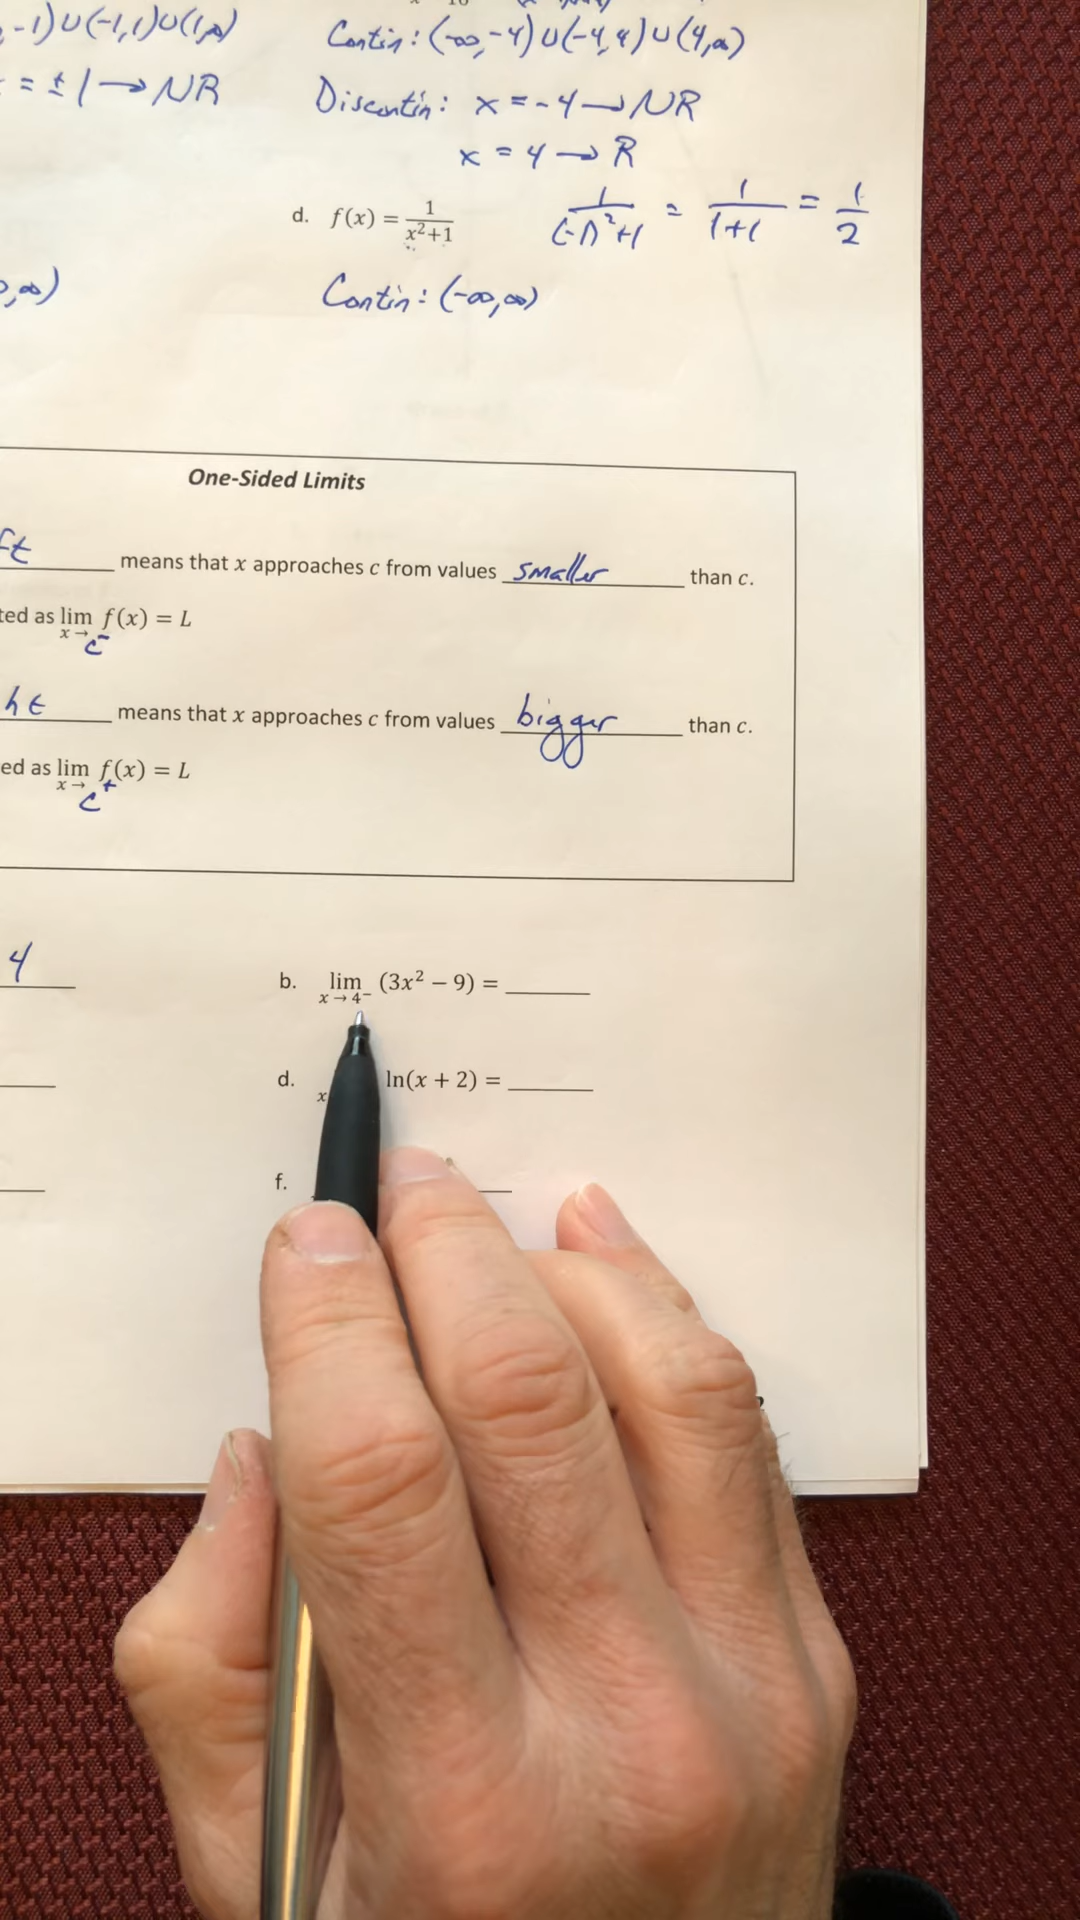 -1)∪(-1,1)∪(1,∞)
Contin: (-∞,-4)∪(-4,4)∪(4,∞)
= ±1 → NR
Discontin: x = -4 → NR
x = 4 → R
d. f(x) = 1/(x²+1) 1/((-1)²+1) = 1/(1+1) = 1/2
,∞)
Contin: (-∞,∞)
One-Sided Limits
ft means that x approaches c from values smaller than c.
ted as lim x→c⁻ f(x) = L
ht means that x approaches c from values bigger than c.
ed as lim x→c⁺ f(x) = L
4
b. lim x→4⁻ (3x² − 9) = ______
d. x ln(x + 2) = ______
f. ___